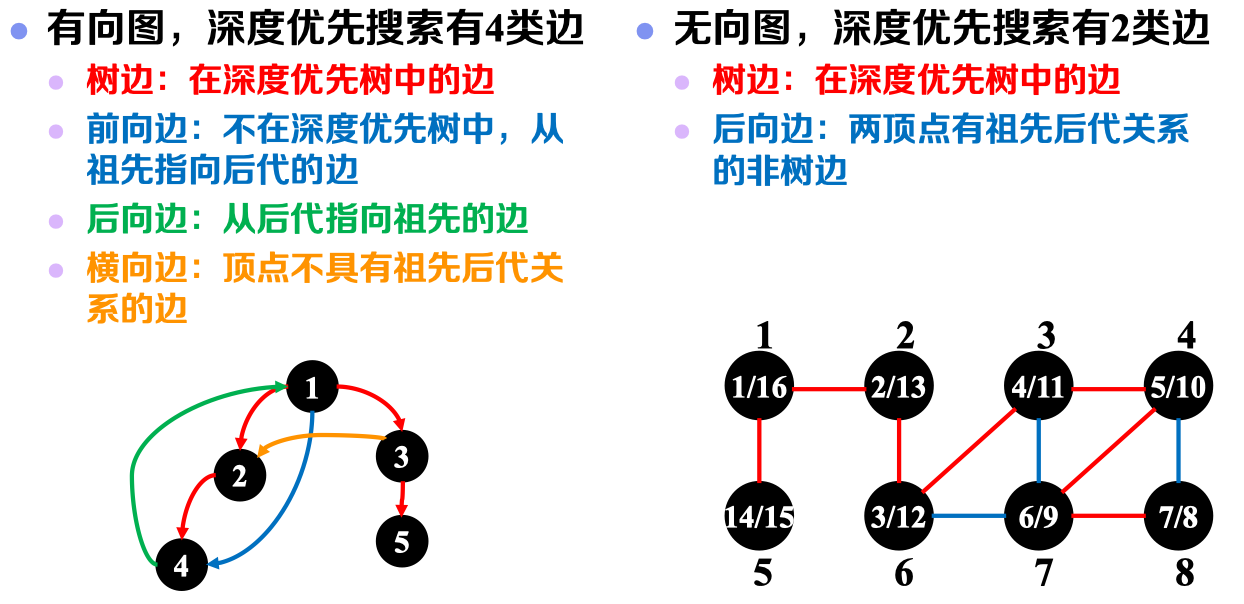 有向图，深度优先搜索有4类边
树边：在深度优先树中的边
前向边：不在深度优先树中，从
祖先指向后代的边
后向边：从后代指向祖先的边
横向边：顶点不具有祖先后代关
系的边
1
2
3
4
5
无向图，深度优先搜索有2类边
树边：在深度优先树中的边
后向边：两顶点有祖先后代关系
的非树边
1 2 3 4
1/16 2/13 4/11 5/10
14/15 3/12 6/9 7/8
5 6 7 8